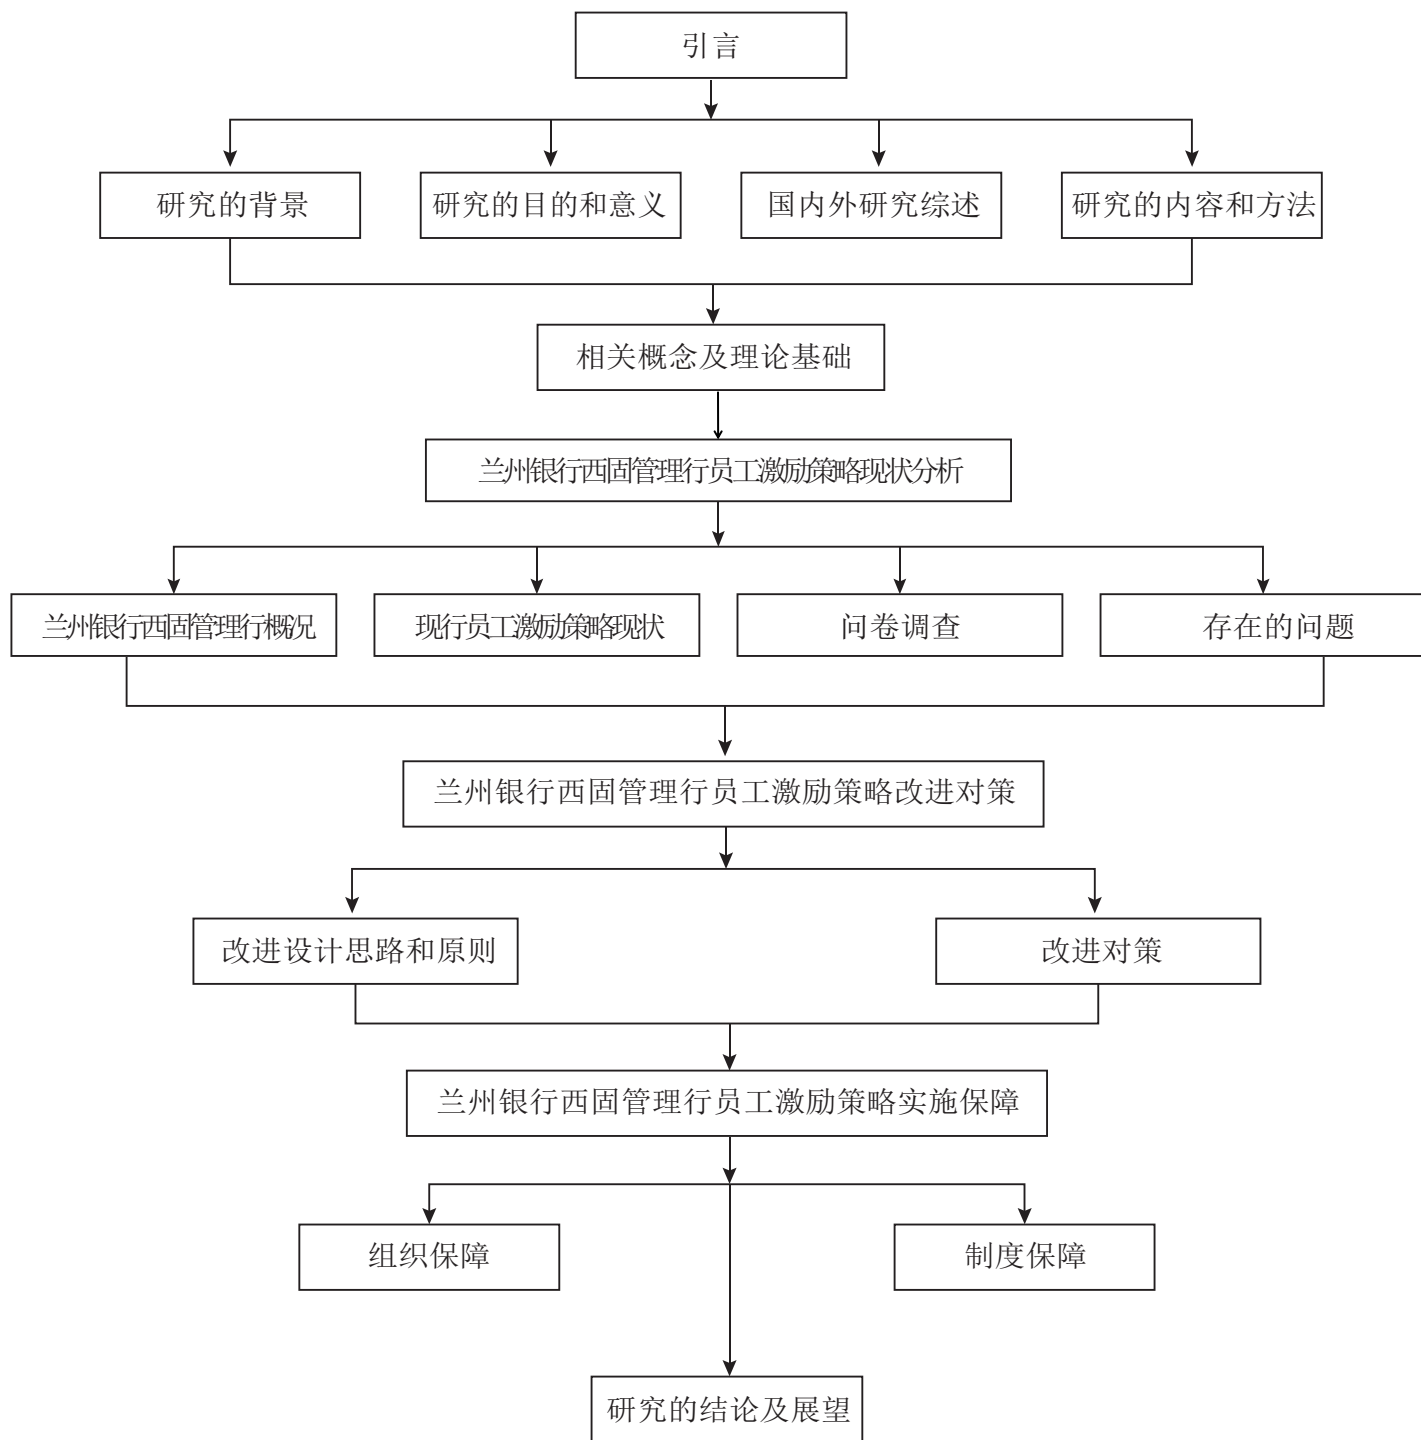 引言
研究的背景
研究的目的和意义
国内外研究综述
研究的内容和方法
相关概念及理论基础
兰州银行西固管理行员工激励策略现状分析
兰州银行西固管理行概况
现行员工激励策略现状
问卷调查
存在的问题
兰州银行西固管理行员工激励策略改进对策
改进设计思路和原则
改进对策
兰州银行西固管理行员工激励策略实施保障
组织保障
制度保障
研究的结论及展望